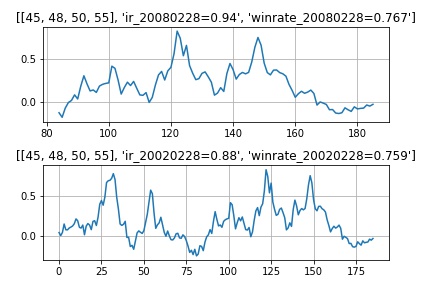 [[45, 48, 50, 55], 'ir_20080228=0.94', 'winrate_20080228=0.767']
0.5
0.0
80 100 120 140 160 180
[[45, 48, 50, 55], 'ir_20020228=0.88', 'winrate_20020228=0.759']
0.5
0.0
0 25 50 75 100 125 150 175